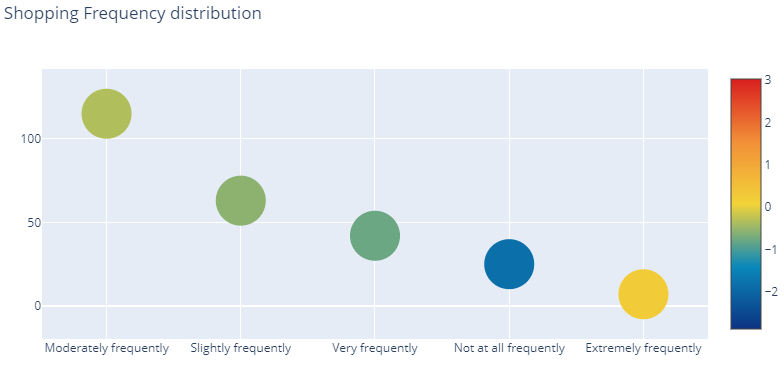 Shopping Frequency distribution
100
50
0
Moderately frequently
Slightly frequently
Very frequently
Not at all frequently
Extremely frequently
3
2
1
0
−1
−2